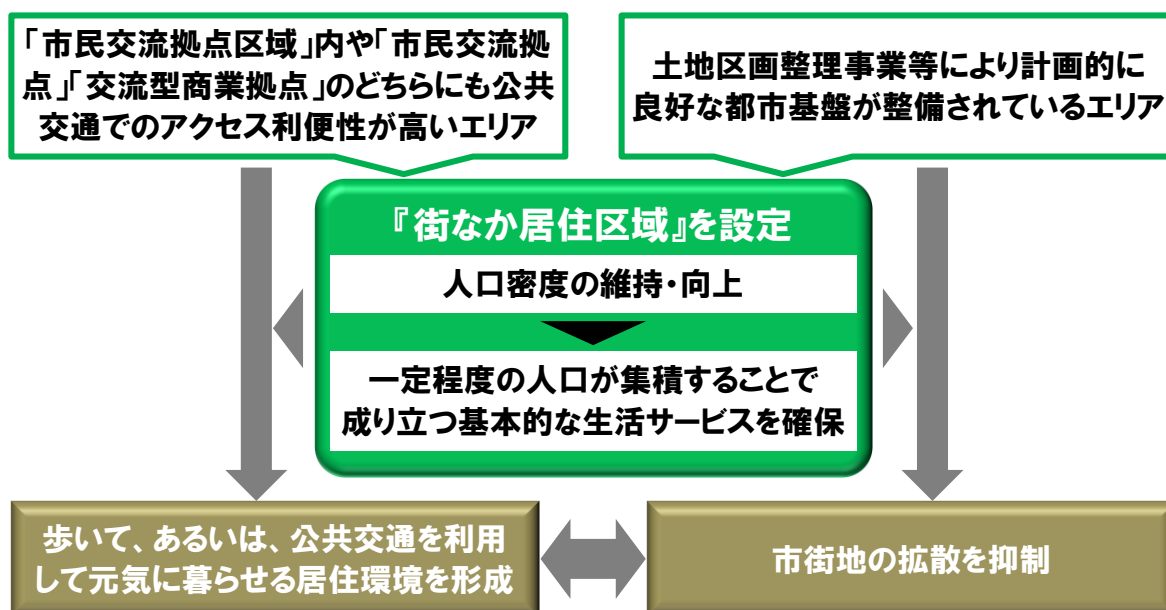 「市民交流拠点区域」内や「市民交流拠
点」「交流型商業拠点」のどちらにも公共
交通でのアクセス利便性が高いエリア
土地区画整理事業等により計画的に
良好な都市基盤が整備されているエリア
『街なか居住区域』を設定
人口密度の維持・向上
一定程度の人口が集積することで
成り立つ基本的な生活サービスを確保
歩いて、あるいは、公共交通を利用
して元気に暮らせる居住環境を形成
市街地の拡散を抑制